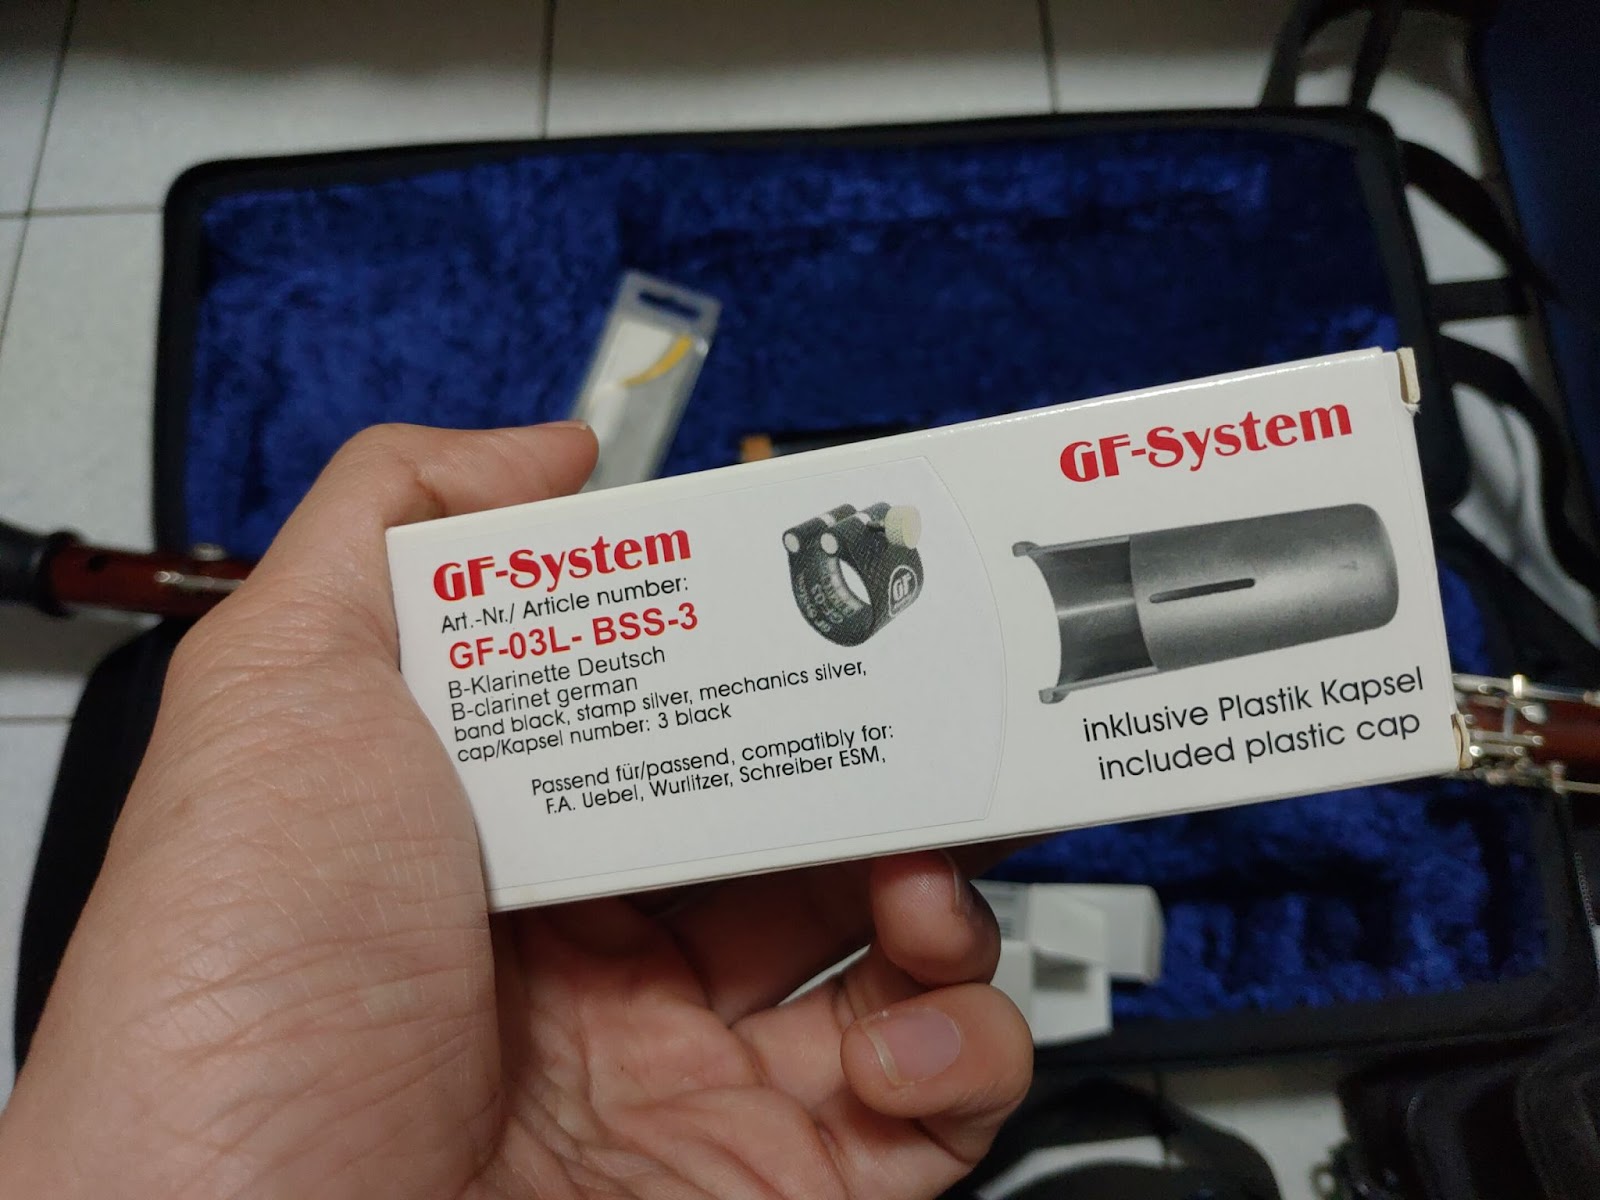 GF-System
Art.-Nr./ Article number:
GF-03L- BSS-3
B-Klarinette Deutsch
B-clarinet german
band black, stamp silver, mechanics silver,
cap/Kapsel number: 3 black
Passend für/passend, compatibly for:
F.A. Uebel, Wurlitzer, Schreiber ESM,
GF
GF-System
inklusive Plastik Kapsel
included plastic cap